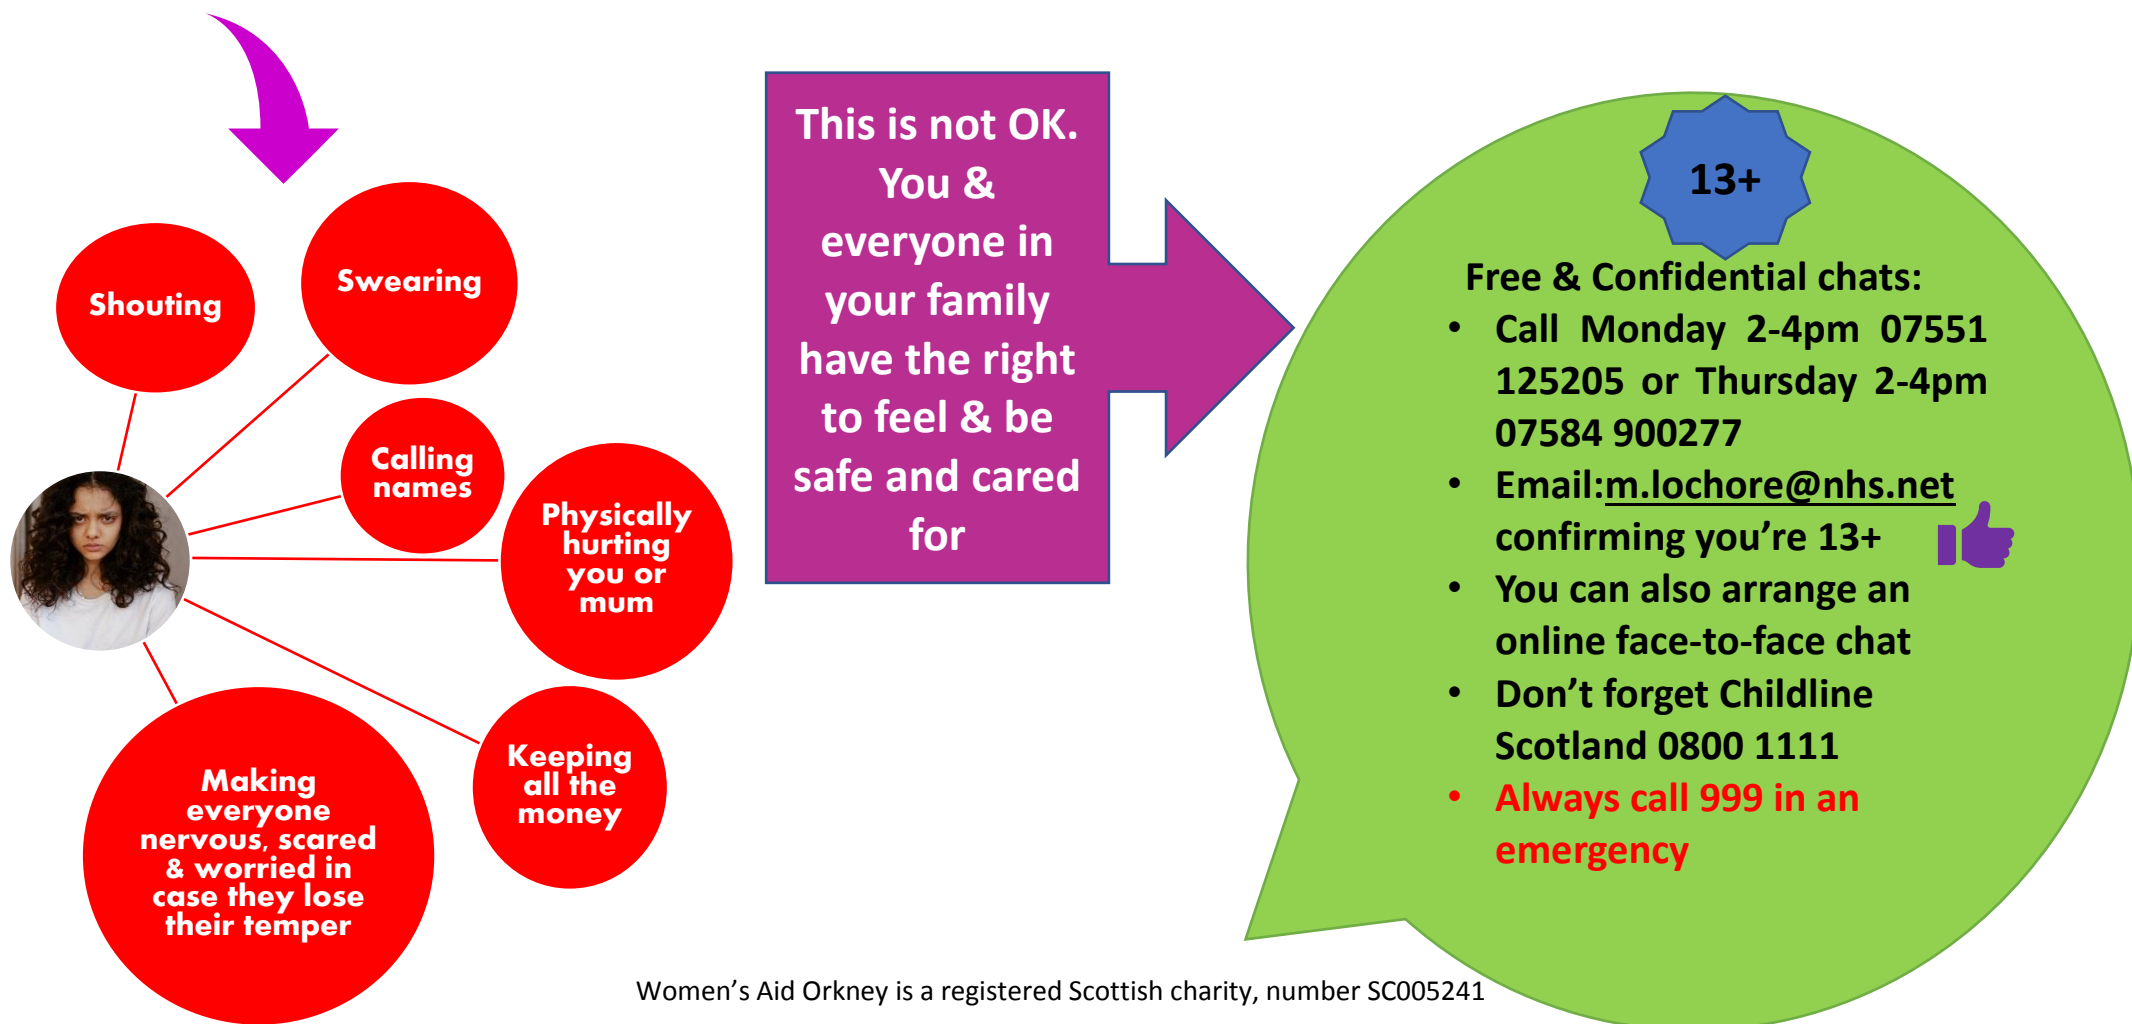 Shouting
Swearing
Calling
names
Physically
hurting
you or
mum
Keeping
all the
money
Making
everyone
nervous, scared
& worried in
case they lose
their temper
This is not OK.
You &
everyone in
your family
have the right
to feel & be
safe and cared
for
13+
Free & Confidential chats:
• Call Monday 2-4pm 07551
125205 or Thursday 2-4pm
07584 900277
• Email:m.lochore@nhs.net
confirming you’re 13+
• You can also arrange an
online face-to-face chat
• Don’t forget Childline
Scotland 0800 1111
• Always call 999 in an
emergency
Women’s Aid Orkney is a registered Scottish charity, number SC005241